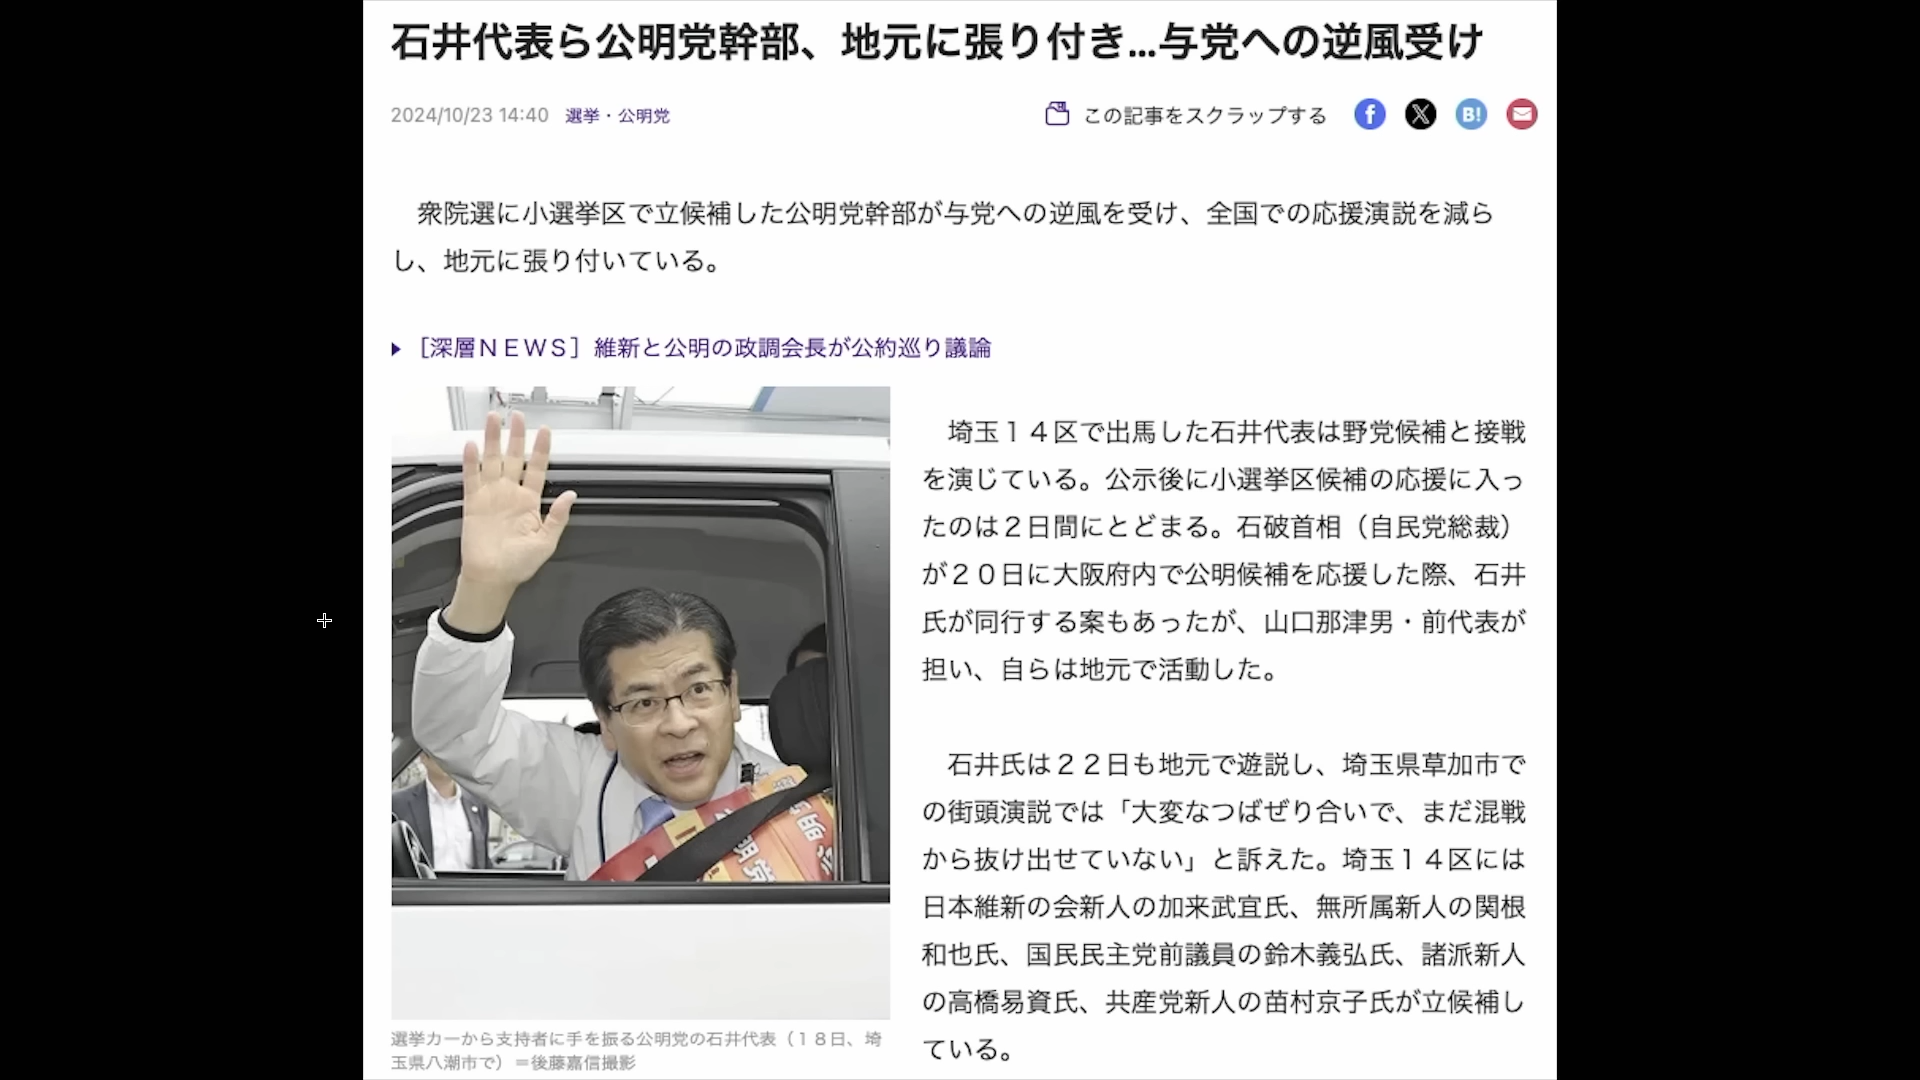 石井代表ら公明党幹部、地元に張り付き…与党への逆風受け
2024/10/23 14:40 選挙・公明党
この記事をスクラップする
f X B! 
衆院選に小選挙区で立候補した公明党幹部が与党への逆風を受け、全国での応援演説を減ら
し、地元に張り付いている。
［深層ＮＥＷＳ］維新と公明の政調会長が公約巡り議論
埼玉１４区で出馬した石井代表は野党候補と接戦
を演じている。公示後に小選挙区候補の応援に入っ
たのは２日間にとどまる。石破首相（自民党総裁）
が２０日に大阪府内で公明候補を応援した際、石井
氏が同行する案もあったが、山口那津男・前代表が
担い、自らは地元で活動した。
石井氏は２２日も地元で遊説し、埼玉県草加市で
の街頭演説では「大変なつばぜり合いで、まだ混戦
から抜け出せていない」と訴えた。埼玉１４区には
日本維新の会新人の加来武宜氏、無所属新人の関根
和也氏、国民民主党前議員の鈴木義弘氏、諸派新人
の高橋易資氏、共産党新人の苗村京子氏が立候補し
ている。
選挙カーから支持者に手を振る公明党の石井代表（１８日、埼
玉県八潮市で）＝後藤嘉信撮影